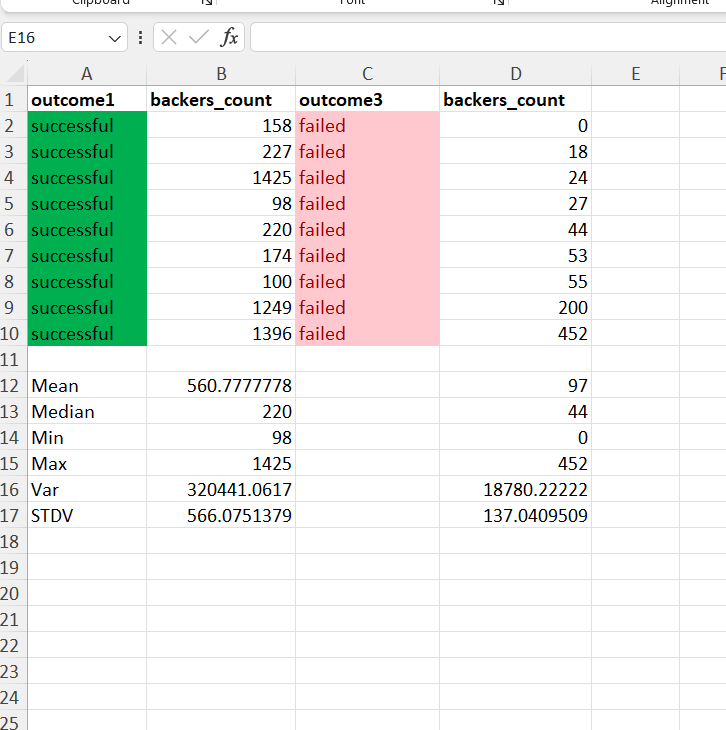 Clipboard Font Alignment
E16 fx
A B C D E F
1 outcome1 backers_count outcome3 backers_count
2 successful 158 failed 0
3 successful 227 failed 18
4 successful 1425 failed 24
5 successful 98 failed 27
6 successful 220 failed 44
7 successful 174 failed 53
8 successful 100 failed 55
9 successful 1249 failed 200
10 successful 1396 failed 452
11
12 Mean 560.7777778 97
13 Median 220 44
14 Min 98 0
15 Max 1425 452
16 Var 320441.0617 18780.22222
17 STDV 566.0751379 137.0409509
18
19
20
21
22
23
24
25